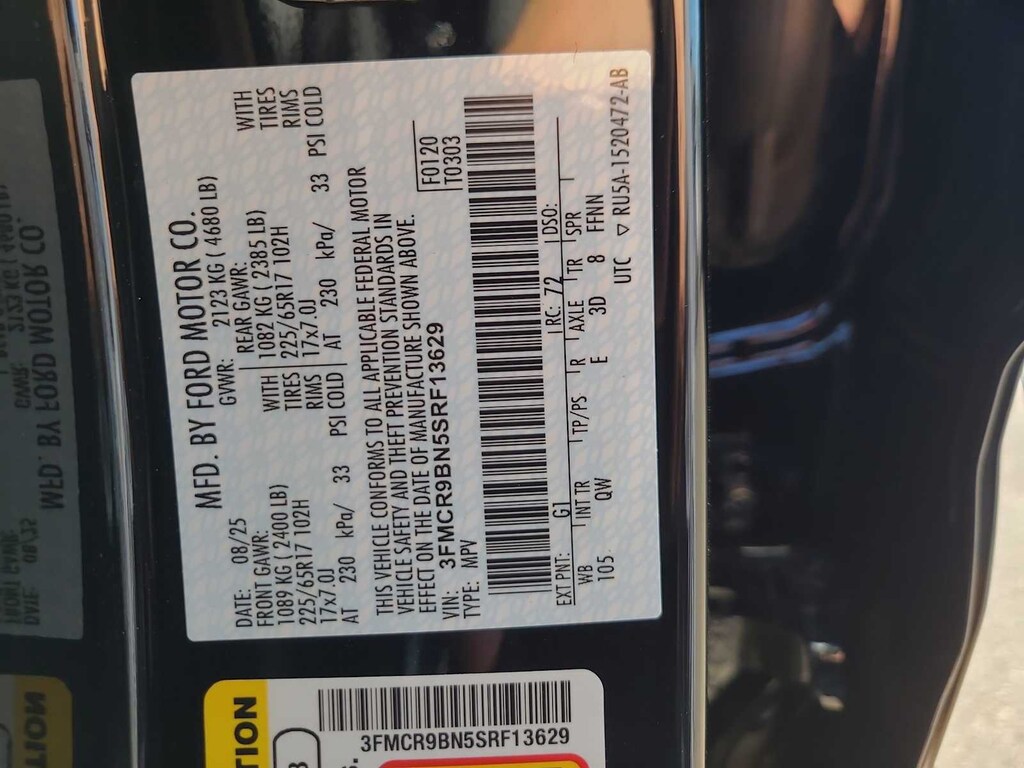 MFD. BY FORD MOTOR CO.
DATE: 08/25 GVWR: 2123 KG ( 4680 LB)
FRONT GAWR: REAR GAWR:
1089 KG 2400 LB) WITH 1082 KG ( 2385 LB) WITH
225/65R17 102H TIRES 225/65R17 102H TIRES
17x7.0J RIMS 17x7.0J RIMS
AT 230 kPa/ 33 PSI COLD AT 230 kPa/ 33 PSI COLD
THIS VEHICLE CONFORMS TO ALL APPLICABLE FEDERAL MOTOR
VEHICLE SAFETY AND THEFT PREVENTION STANDARDS IN
EFFECT ON THE DATE OF MANUFACTURE SHOWN ABOVE.
VIN: 3FMCR9BN5SRF13629 F0120
TYPE: MPV T0303
EXT PNT: G1 RC: 72 DSO:
WB INT TR TP/PS R AXLE TR SPR
105 QW E 3D 8 FNN
UTC ▽ RU5A-1520472-AB
TION
3FMCR9BN5SRF13629